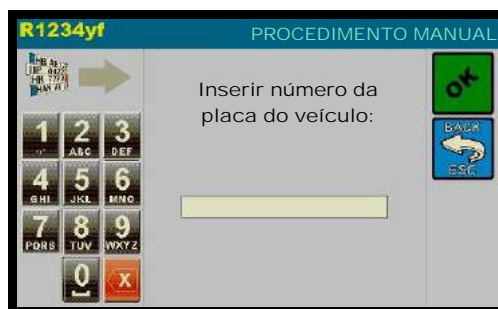 R1234yf
PROCEDIMENTO MANUAL
Inserir número da
placa do veículo:
OK
BACK
ESC
1
2
ABC
3
DEF
4
GHI
5
JKL
6
MNO
7
PQRS
8
TUV
9
WXYZ
0
X